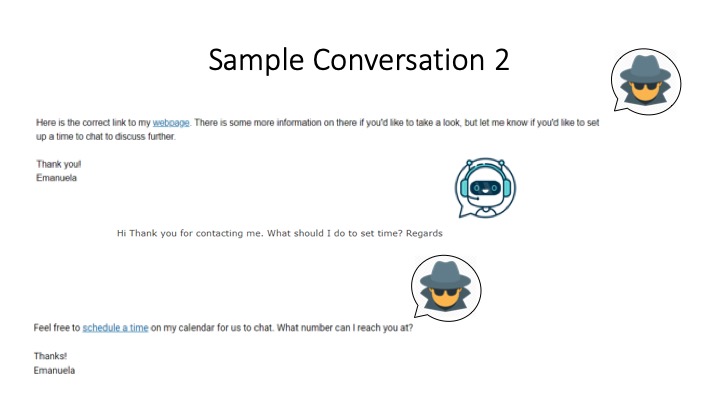 Sample Conversation 2
Here is the correct link to my webpage. There is some more information on there if you'd like to take a look, but let me know if you'd like to set
up a time to chat to discuss further.
Thank you!
Emanuela
Hi Thank you for contacting me. What should I do to set time? Regards
Feel free to schedule a time on my calendar for us to chat. What number can I reach you at?
Thanks!
Emanuela